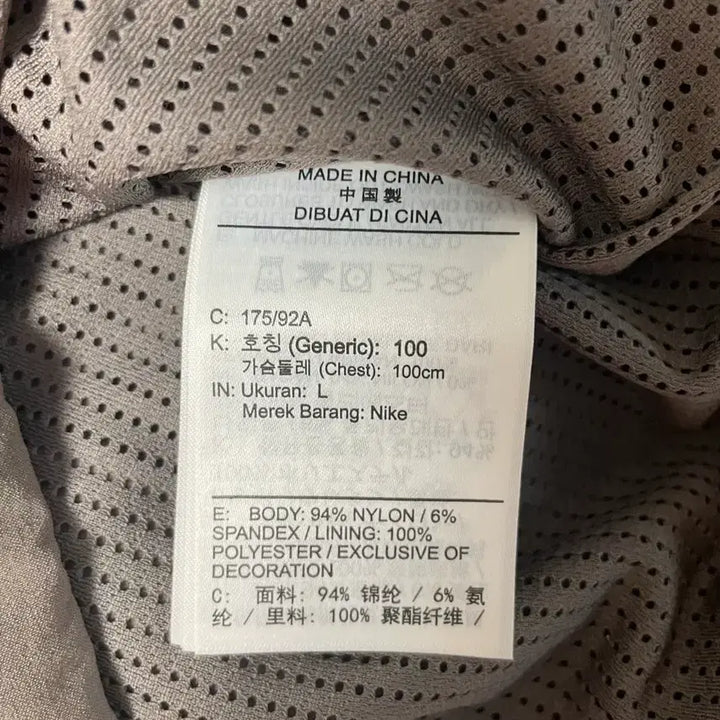 MADE IN CHINA
中国製
DIBUAT DI CINA
C: 175/92A
K: 호칭 (Generic): 100
가슴둘레 (Chest): 100cm
IN: Ukuran: L
Merek Barang: Nike
E: BODY: 94% NYLON / 6%
SPANDEX / LINING: 100%
POLYESTER / EXCLUSIVE OF
DECORATION
C: 面料: 94% 锦纶 / 6% 氨
纶 / 里料: 100% 聚酯纤维 /